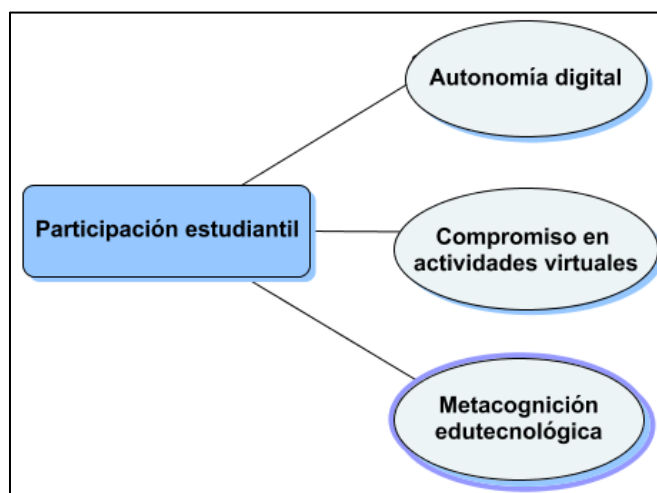 Autonomía digital
Participación estudiantil
Compromiso en
actividades virtuales
Metacognición
edutecnológica